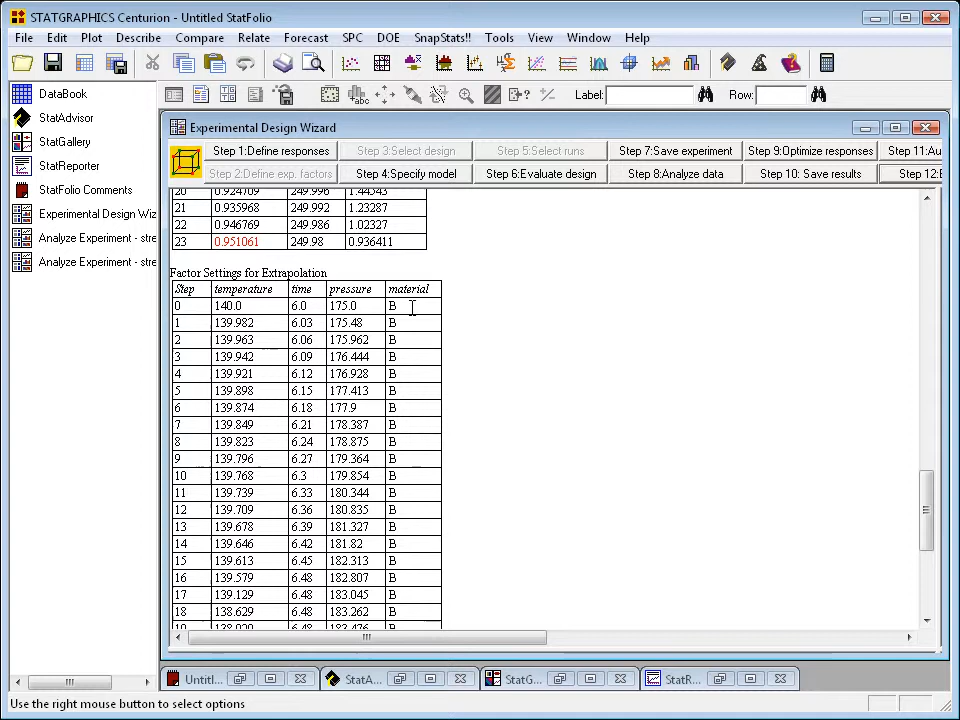 STATGRAPHICS Centurion - Untitled StatFolio
File Edit Plot Describe Compare Relate Forecast SPC DOE SnapStats!! Tools View Window Help
Label: Row:
DataBook
StatAdvisor
StatGallery
StatReporter
StatFolio Comments
Experimental Design Wiz
Analyze Experiment - stre
Analyze Experiment - stre
Experimental Design Wizard
Step 1:Define responses Step 3:Select design Step 5:Select runs Step 7:Save experiment Step 9:Optimize responses Step 11:Au
Step 2:Define exp. factors Step 4:Specify model Step 6:Evaluate design Step 8:Analyze data Step 10: Save results Step 12:E
20 0.924709 249.996 1.44543
21 0.935968 249.992 1.23287
22 0.946769 249.986 1.02327
23 0.951061 249.98 0.936411
Factor Settings for Extrapolation
Step temperature time pressure material
0 140.0 6.0 175.0 B
1 139.982 6.03 175.48 B
2 139.963 6.06 175.962 B
3 139.942 6.09 176.444 B
4 139.921 6.12 176.928 B
5 139.898 6.15 177.413 B
6 139.874 6.18 177.9 B
7 139.849 6.21 178.387 B
8 139.823 6.24 178.875 B
9 139.796 6.27 179.364 B
10 139.768 6.3 179.854 B
11 139.739 6.33 180.344 B
12 139.709 6.36 180.835 B
13 139.678 6.39 181.327 B
14 139.646 6.42 181.82 B
15 139.613 6.45 182.313 B
16 139.579 6.48 182.807 B
17 139.129 6.48 183.045 B
18 138.629 6.48 183.262 B
Untitl... StatA... StatG... StatR...
Use the right mouse button to select options